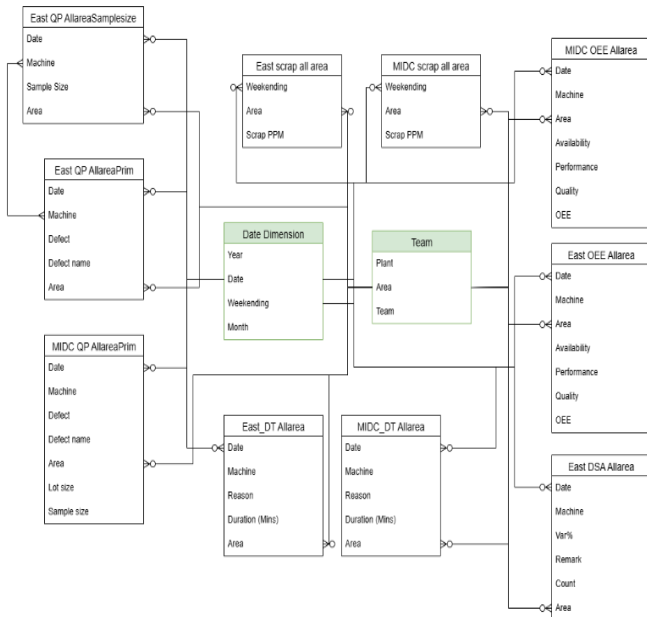 East QP AllareaSamplesize
Date
Machine
Sample Size
Area
East QP AllareaPrim
Date
Machine
Defect
Defect name
Area
MIDC QP AllareaPrim
Date
Machine
Defect
Defect name
Area
Lot size
Sample size
East scrap all area
Weekending
Area
Scrap PPM
MIDC scrap all area
Weekending
Area
Scrap PPM
Date Dimension
Year
Date
Weekending
Month
Team
Plant
Area
Team
East_DT Allarea
Date
Machine
Reason
Duration (Mins)
Area
MIDC_DT Allarea
Date
Machine
Reason
Duration (Mins)
Area
MIDC OEE Allarea
Date
Machine
Area
Availability
Performance
Quality
OEE
East OEE Allarea
Date
Machine
Area
Availability
Performance
Quality
OEE
East DSA Allarea
Date
Machine
Var%
Remark
Count
Area